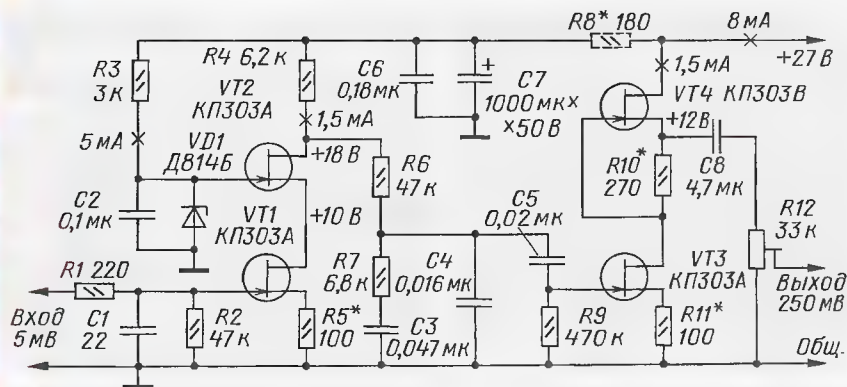 R8* 180
8 мА
+27 В
R3
3 к
R4 6,2 к
VT2
КП303А
C6
0,18 мк
+
C7
1000 мк ×
×50 В
1,5 мА
VT4 КП303В
5 мА
1,5 мА
VD1
Д814Б
+18 В
+12 В
R10*
270
C8
4,7 мк
C2
0,1 мк
R6
47 к
C5
0,02 мк
VT1
КП303А
+10 В
R12
33 к
R1 220
R7
6,8 к
C4
0,016 мк
VT3
КП303А
Выход
250 мВ
Вход
5 мВ
C1
22
R2
47 к
R5*
100
C3
0,047 мк
R9
470 к
R11*
100
Общ.